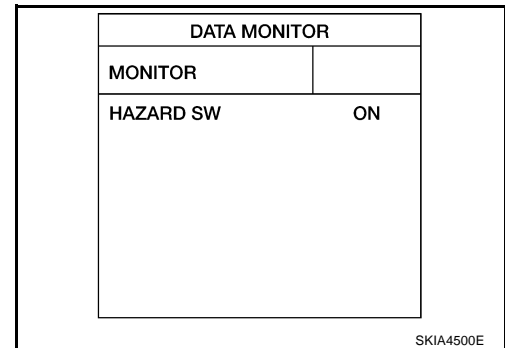 DATA MONITOR
MONITOR
HAZARD SW ON
SKIA4500E